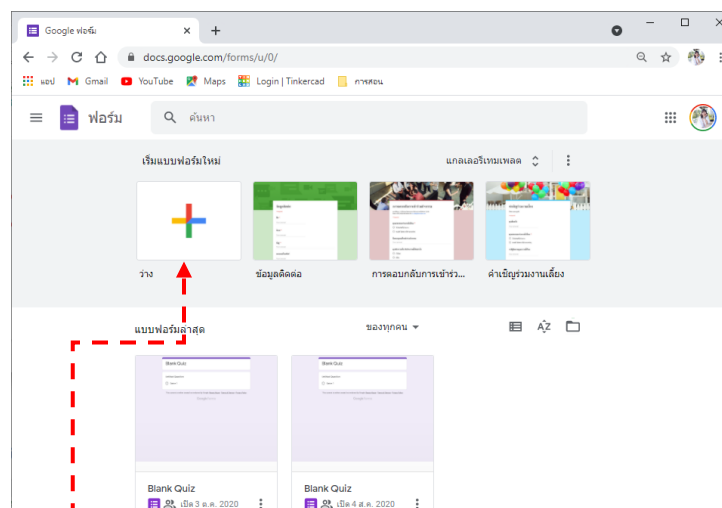 Google ฟอร์ม
docs.google.com/forms/u/0/
แอป Gmail YouTube Maps Login | Tinkercad การสอน
ฟอร์ม ค้นหา
เริ่มแบบฟอร์มใหม่ แกลเลอรีเทมเพลต
ว่าง ข้อมูลติดต่อ การตอบกลับการเข้าร่ว... คำเชิญร่วมงานเลี้ยง
แบบฟอร์มล่าสุด ของทุกคน AZ
Blank Quiz Blank Quiz
Blank Quiz Blank Quiz
เปิด 3 ต.ค. 2020 เปิด 4 ส.ค. 2020